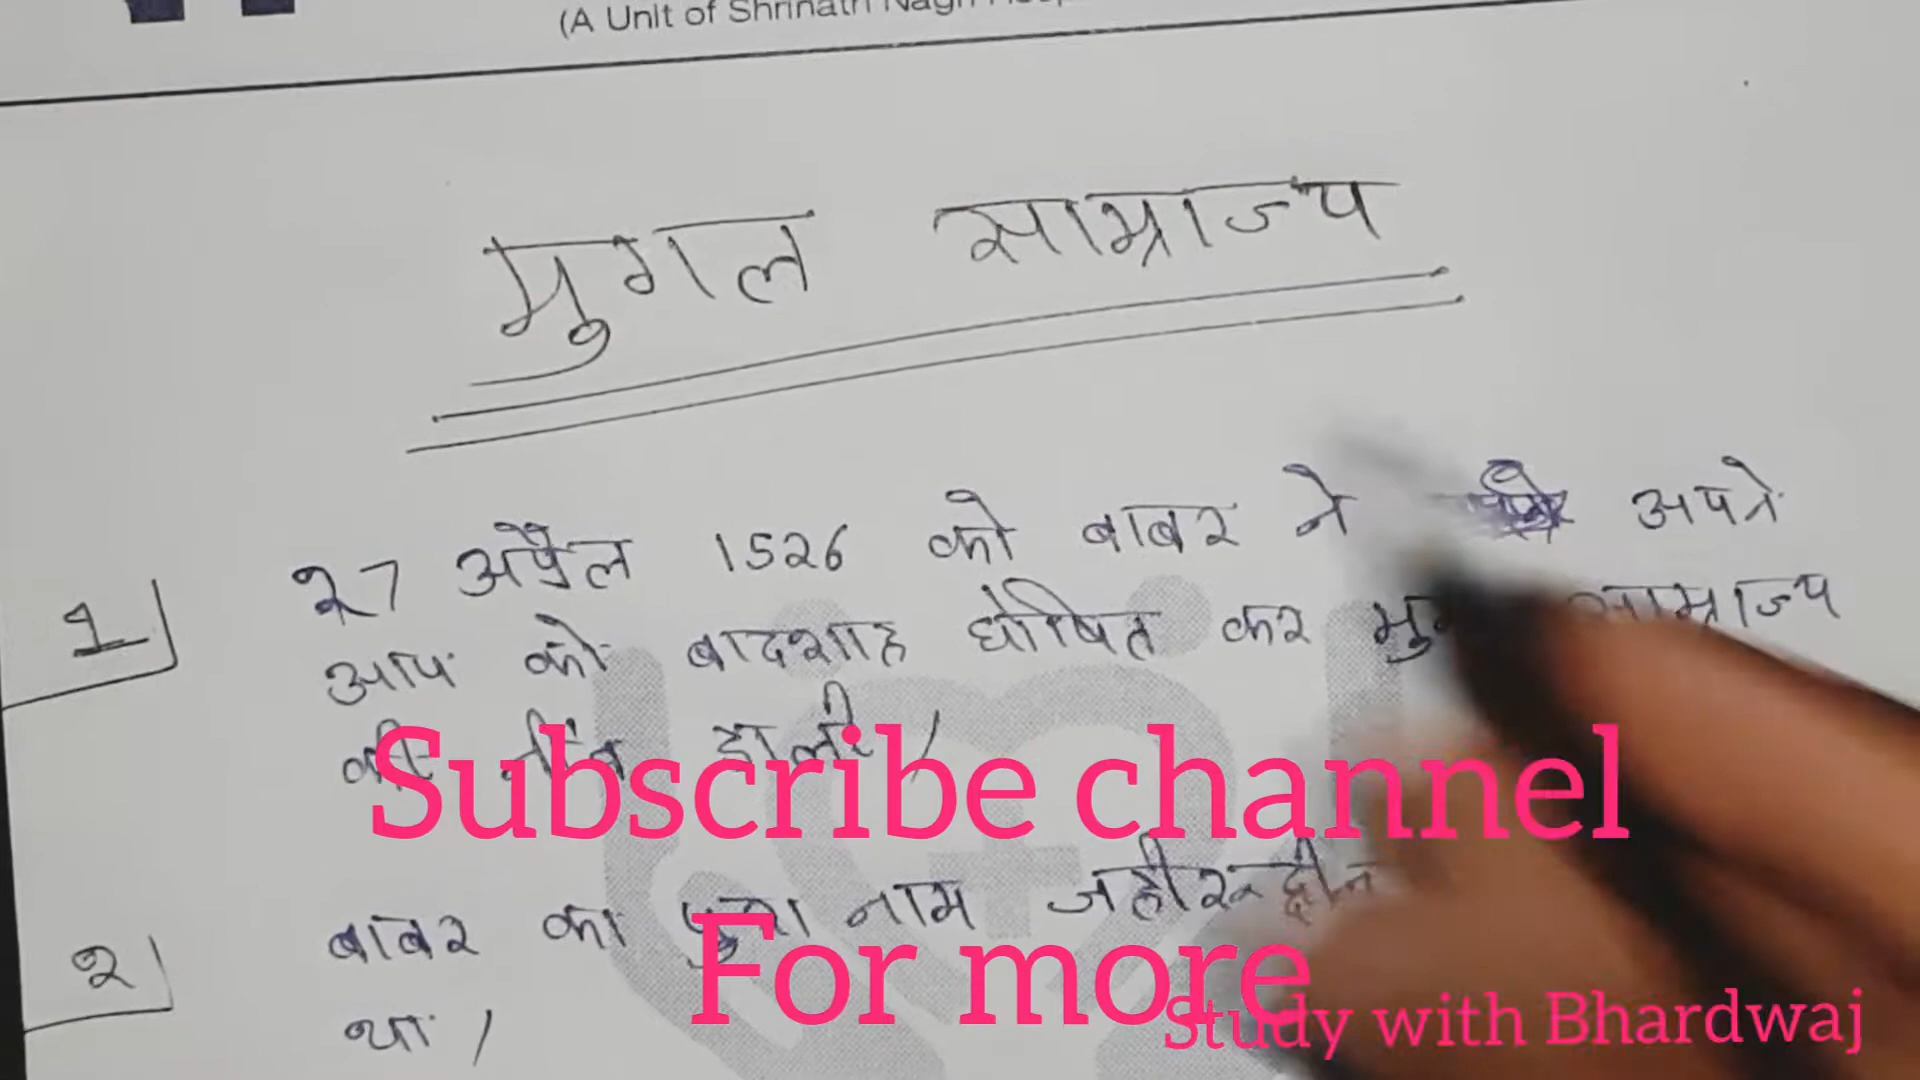 (A Unit of Shrinath
मुगल साम्राज्य
1 27 अप्रैल 1526 को बाबर ने अपने
आप को बादशाह घोषित कर साम्राज्य
की नींव डाली /
Subscribe channel
2 बाबर का पुरा नाम जहीरुद्दीन
For more
था /
Study with Bhardwaj